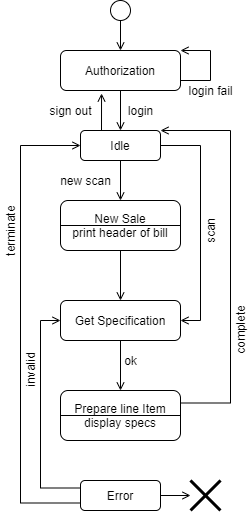 Authorization
login fail
sign out
login
Idle
new scan
New Sale
print header of bill
scan
terminate
Get Specification
complete
invalid
ok
Prepare line Item
display specs
Error